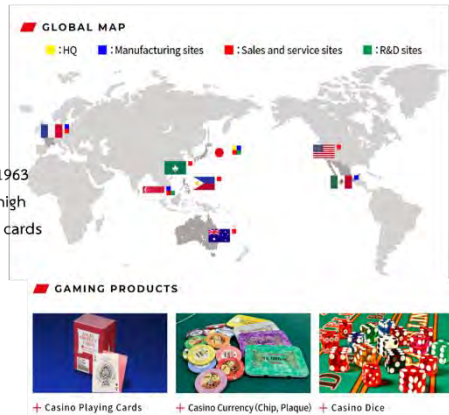 GLOBAL MAP
: HQ
: Manufacturing sites
: Sales and service sites
: R&D sites
1963
high
cards
GAMING PRODUCTS
+ Casino Playing Cards
+ Casino Currency (Chip, Plaque)
+ Casino Dice